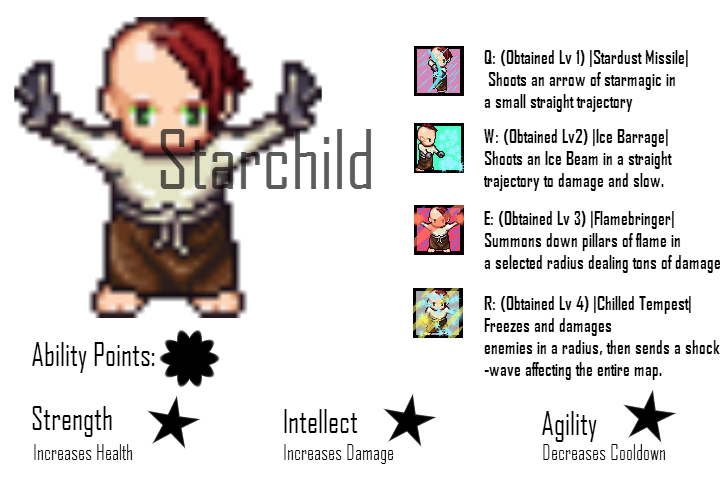 Starchild
Q: (Obtained Lv 1) |Stardust Missile|
Shoots an arrow of starmagic in
a small straight trajectory
W: (Obtained Lv2) |Ice Barrage|
Shoots an Ice Beam in a straight
trajectory to damage and slow.
E: (Obtained Lv 3) |Flamebringer|
Summons down pillars of flame in
a selected radius dealing tons of damage
R: (Obtained Lv 4) |Chilled Tempest|
Freezes and damages
enemies in a radius, then sends a shock
-wave affecting the entire map.
Ability Points:
Strength
Increases Health
Intellect
Increases Damage
Agility
Decreases Cooldown